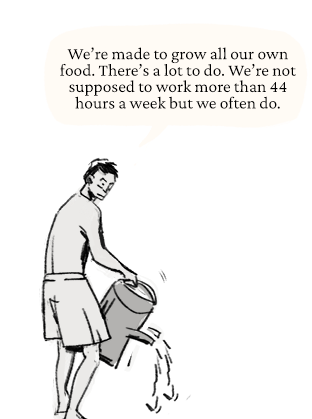 We're made to grow all our own
food. There's a lot to do. We're not
supposed to work more than 44
hours a week but we often do.